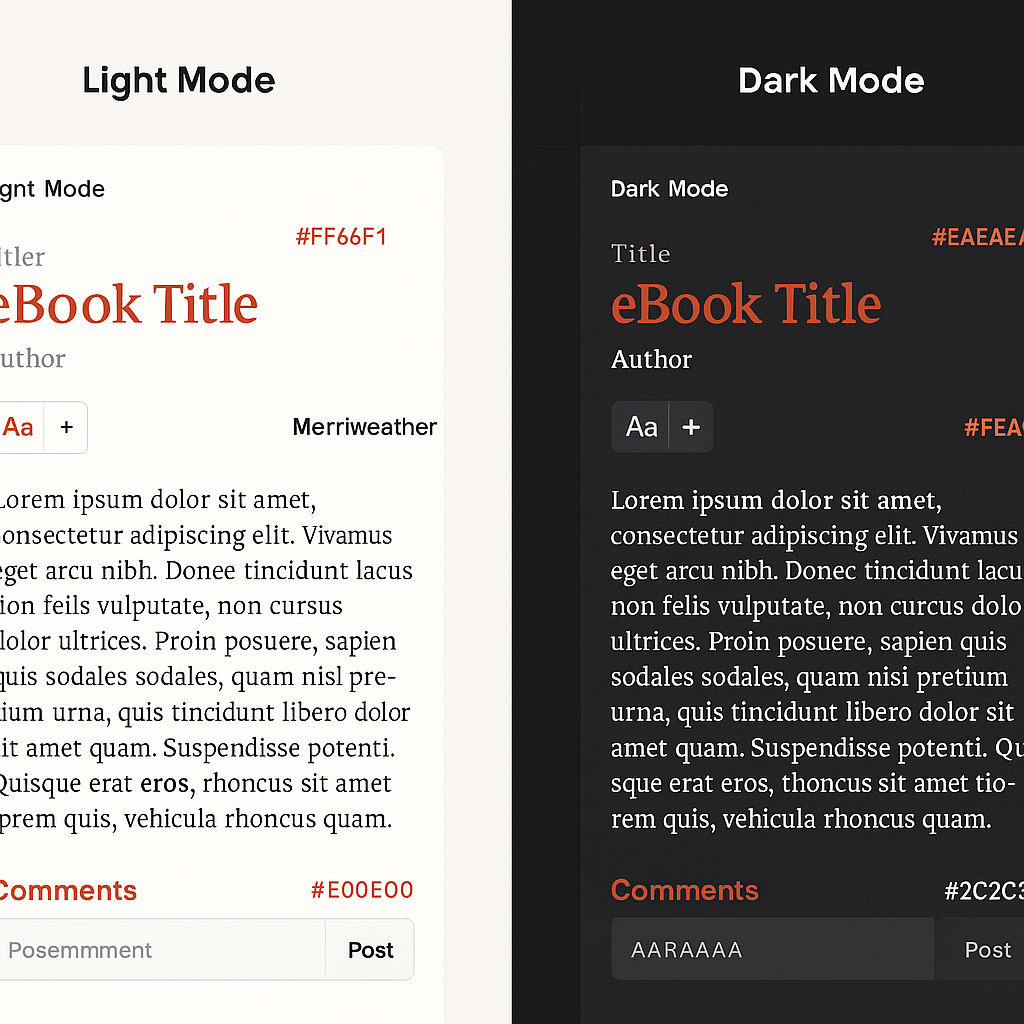 Light Mode
gnt Mode
#FF66F1
tler
eBook Title
uthor
Aa +
Merriweather
Lorem ipsum dolor sit amet,
onsectetur adipiscing elit. Vivamus
eget arcu nibh. Donee tincidunt lacus
ion feils vulputate, non cursus
lolor ultrices. Proin posuere, sapien
quis sodales sodales, quam nisl pre-
ium urna, quis tincidunt libero dolor
it amet quam. Suspendisse potenti.
Quisque erat eros, rhoncus sit amet
prem quis, vehicula rhoncus quam.
Comments
#E00E00
Posemmment
Post
Dark Mode
Dark Mode
#EAEAEA
Title
eBook Title
Author
Aa +
#FEA
Lorem ipsum dolor sit amet,
consectetur adipiscing elit. Vivamus
eget arcu nibh. Donec tincidunt lacu
non felis vulputate, non curcus dolo
ultrices. Proin posuere, sapien quis
sodales sodales, quam nisi pretium
urna, quis tincidunt libero dolor sit
amet quam. Suspendisse potenti. Qu
sque erat eros, thoncus sit amet tio-
rem quis, vehicula rhoncus quam.
Comments
#2C2C3
AARAAAA
Post